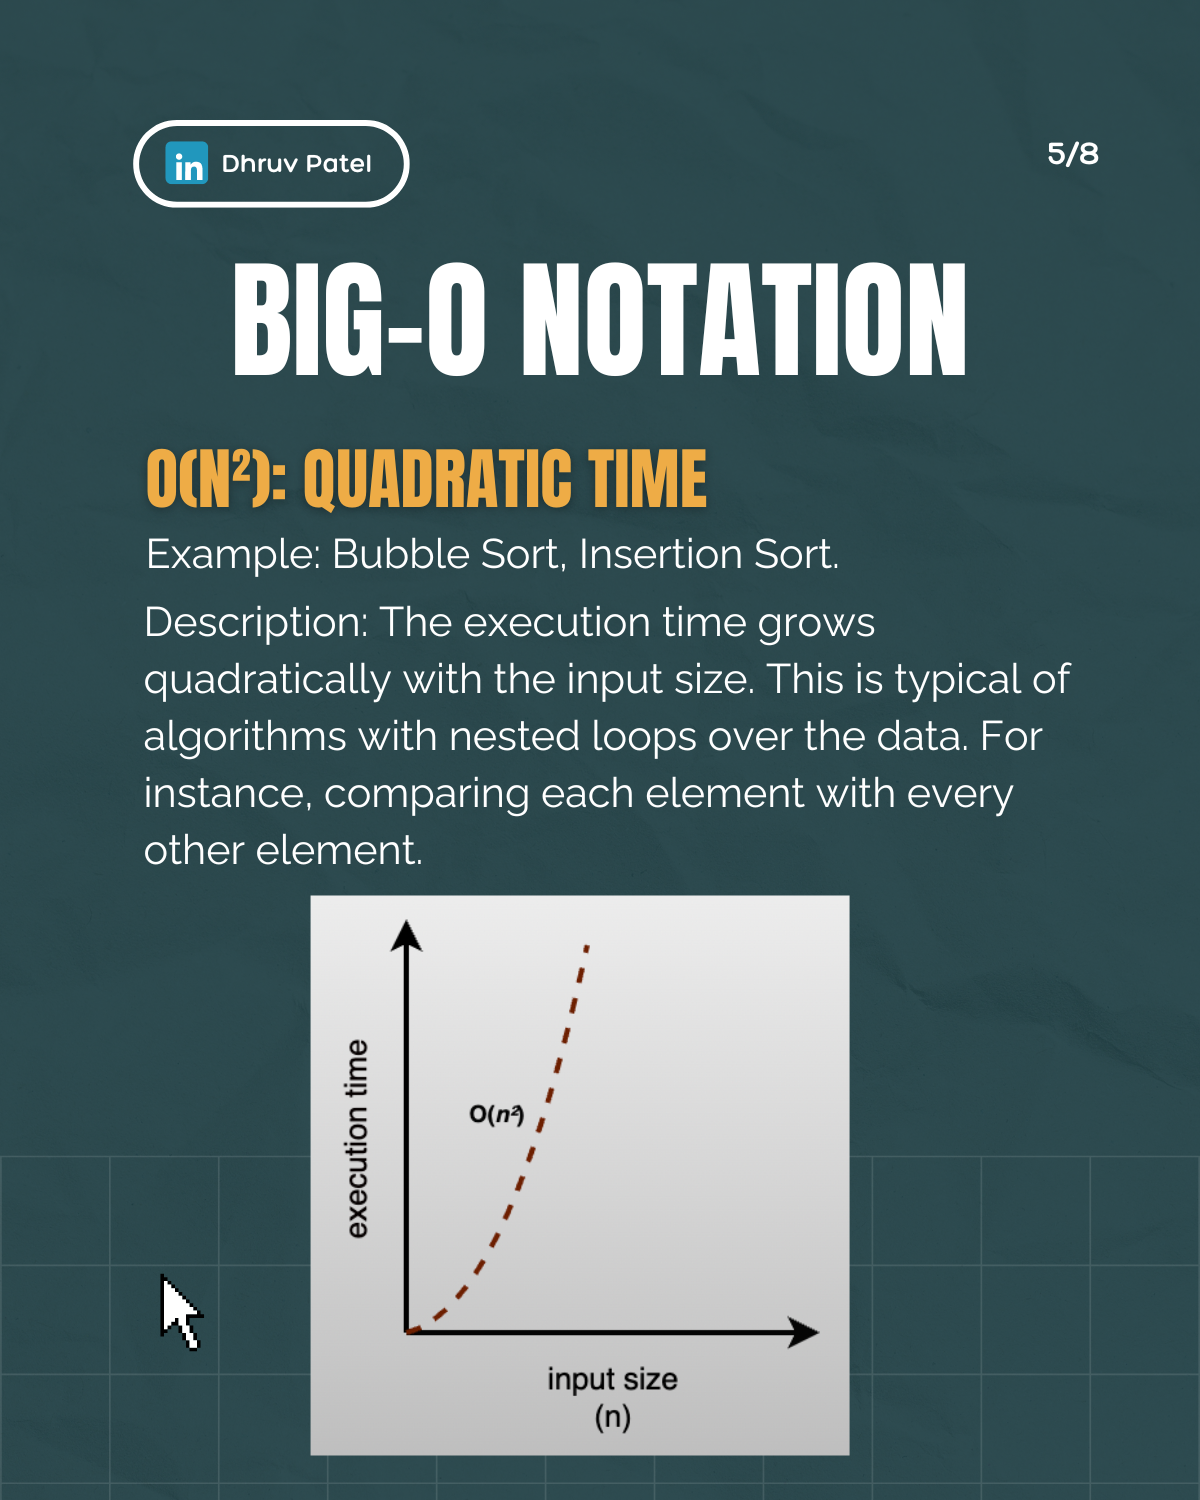 in Dhruv Patel
5/8
BIG-O NOTATION
O(N²): QUADRATIC TIME
Example: Bubble Sort, Insertion Sort.
Description: The execution time grows
quadratically with the input size. This is typical of
algorithms with nested loops over the data. For
instance, comparing each element with every
other element.
execution time
O(n²)
input size
(n)